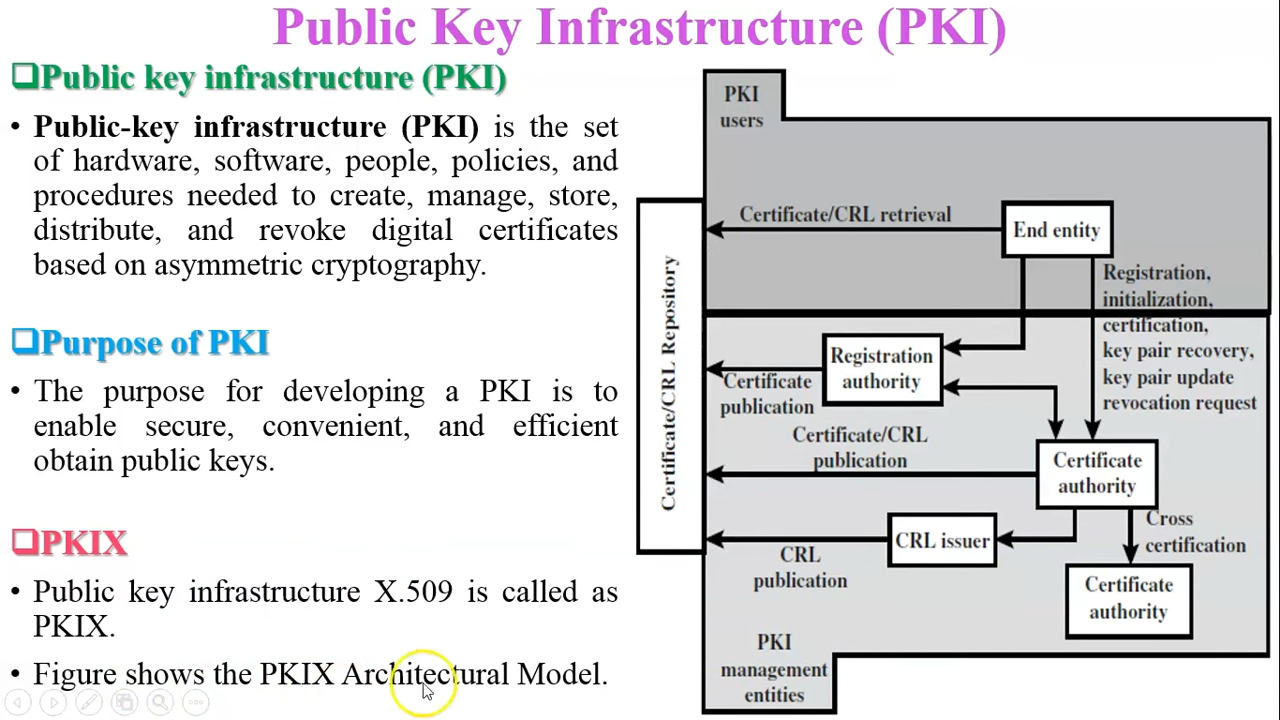 Public Key Infrastructure (PKI)
Public key infrastructure (PKI)
• Public-key infrastructure (PKI) is the set
of hardware, software, people, policies, and
procedures needed to create, manage, store,
distribute, and revoke digital certificates
based on asymmetric cryptography.
Purpose of PKI
• The purpose for developing a PKI is to
enable secure, convenient, and efficient
obtain public keys.
PKIX
• Public key infrastructure X.509 is called as
PKIX.
• Figure shows the PKIX Architectural Model.
PKI
users
Certificate/CRL retrieval
End entity
Certificate/CRL Repository
Registration,
initialization,
certification,
key pair recovery,
key pair update
revocation request
Registration
authority
Certificate
publication
Certificate/CRL
publication
Certificate
authority
CRL issuer
CRL
publication
Cross
certification
Certificate
authority
PKI
management
entities